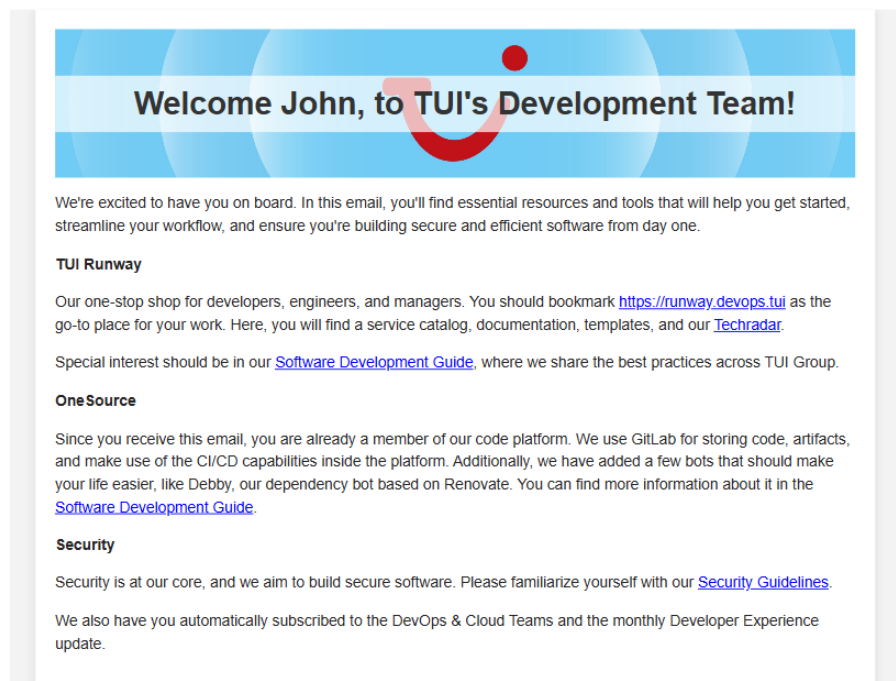 Welcome John, to TUI's Development Team!
We're excited to have you on board. In this email, you'll find essential resources and tools that will help you get started,
streamline your workflow, and ensure you're building secure and efficient software from day one.
TUI Runway
Our one-stop shop for developers, engineers, and managers. You should bookmark https://runway.devops.tui as the
go-to place for your work. Here, you will find a service catalog, documentation, templates, and our Techradar.
Special interest should be in our Software Development Guide, where we share the best practices across TUI Group.
OneSource
Since you receive this email, you are already a member of our code platform. We use GitLab for storing code, artifacts,
and make use of the CI/CD capabilities inside the platform. Additionally, we have added a few bots that should make
your life easier, like Debby, our dependency bot based on Renovate. You can find more information about it in the
Software Development Guide.
Security
Security is at our core, and we aim to build secure software. Please familiarize yourself with our Security Guidelines.
We also have you automatically subscribed to the DevOps & Cloud Teams and the monthly Developer Experience
update.